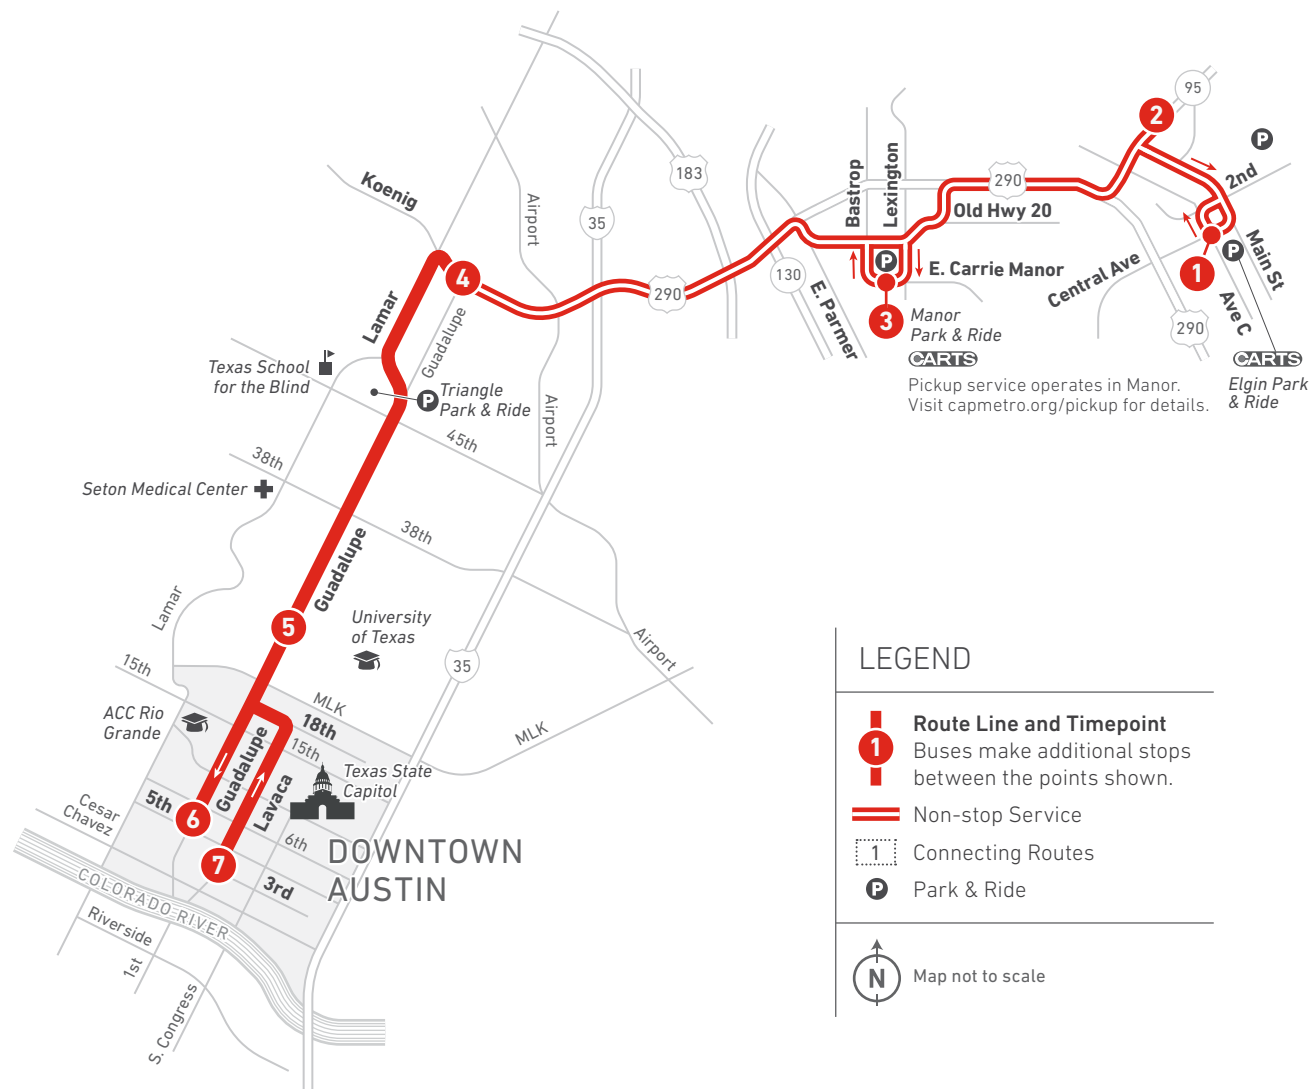 95
2
P
2nd
183
Koenig
Airport
35
Bastrop
Lexington
290
Old Hwy 20
P
E. Carrie Manor
130
E. Parmer
Central Ave
Main St
P
1
Ave C
290
4
290
3
Manor
Park & Ride
CARTS
Pickup service operates in Manor.
Visit capmetro.org/pickup for details.
CARTS
Elgin Park
& Ride
Lamar
Guadalupe
Texas School
for the Blind
P
Triangle
Park & Ride
Airport
45th
38th
Seton Medical Center
38th
Guadalupe
Lamar
5
University
of Texas
Airport
35
15th
MLK
MLK
18th
ACC Rio
Grande
15th
Guadalupe
Lavaca
Texas State
Capitol
5th
6
Cesar
Chavez
6th
7
DOWNTOWN
AUSTIN
3rd
COLORADO RIVER
Riverside
1st
S. Congress
LEGEND
1
Route Line and Timepoint
Buses make additional stops
between the points shown.
Non-stop Service
1
Connecting Routes
P
Park & Ride
N
Map not to scale